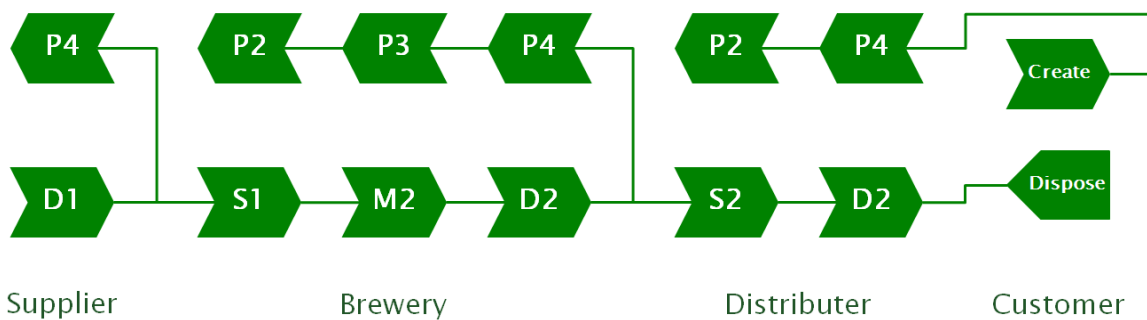 P4 P2 P3 P4 P2 P4
Create
D1 S1 M2 D2 S2 D2 Dispose
Supplier Brewery Distributer Customer